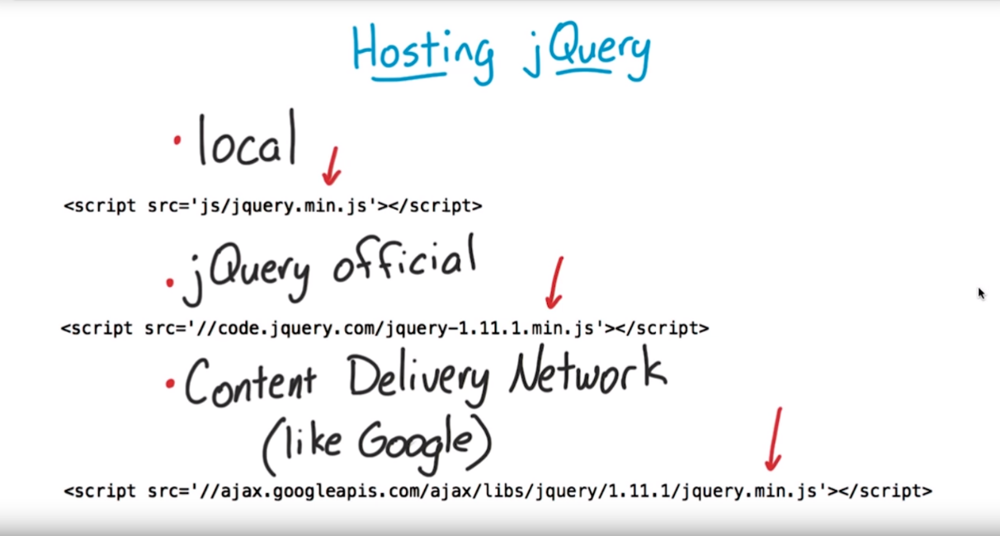 Hosting jQuery
• local
<script src='js/jquery.min.js'></script>
• jQuery official
<script src='//code.jquery.com/jquery-1.11.1.min.js'></script>
• Content Delivery Network
(like Google)
<script src='//ajax.googleapis.com/ajax/libs/jquery/1.11.1/jquery.min.js'></script>